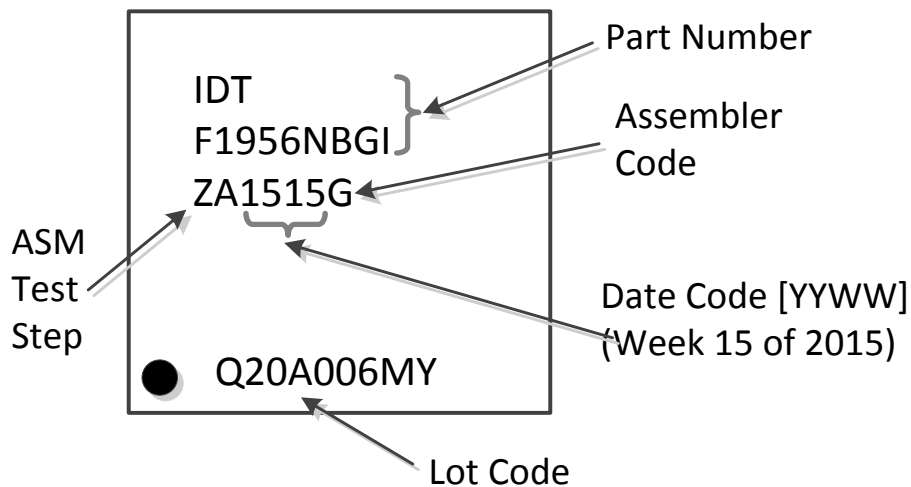 Part Number
IDT
F1956NBGI
Assembler
Code
ZA1515G
ASM
Test
Step
Date Code [YYWW]
(Week 15 of 2015)
Q20A006MY
Lot Code